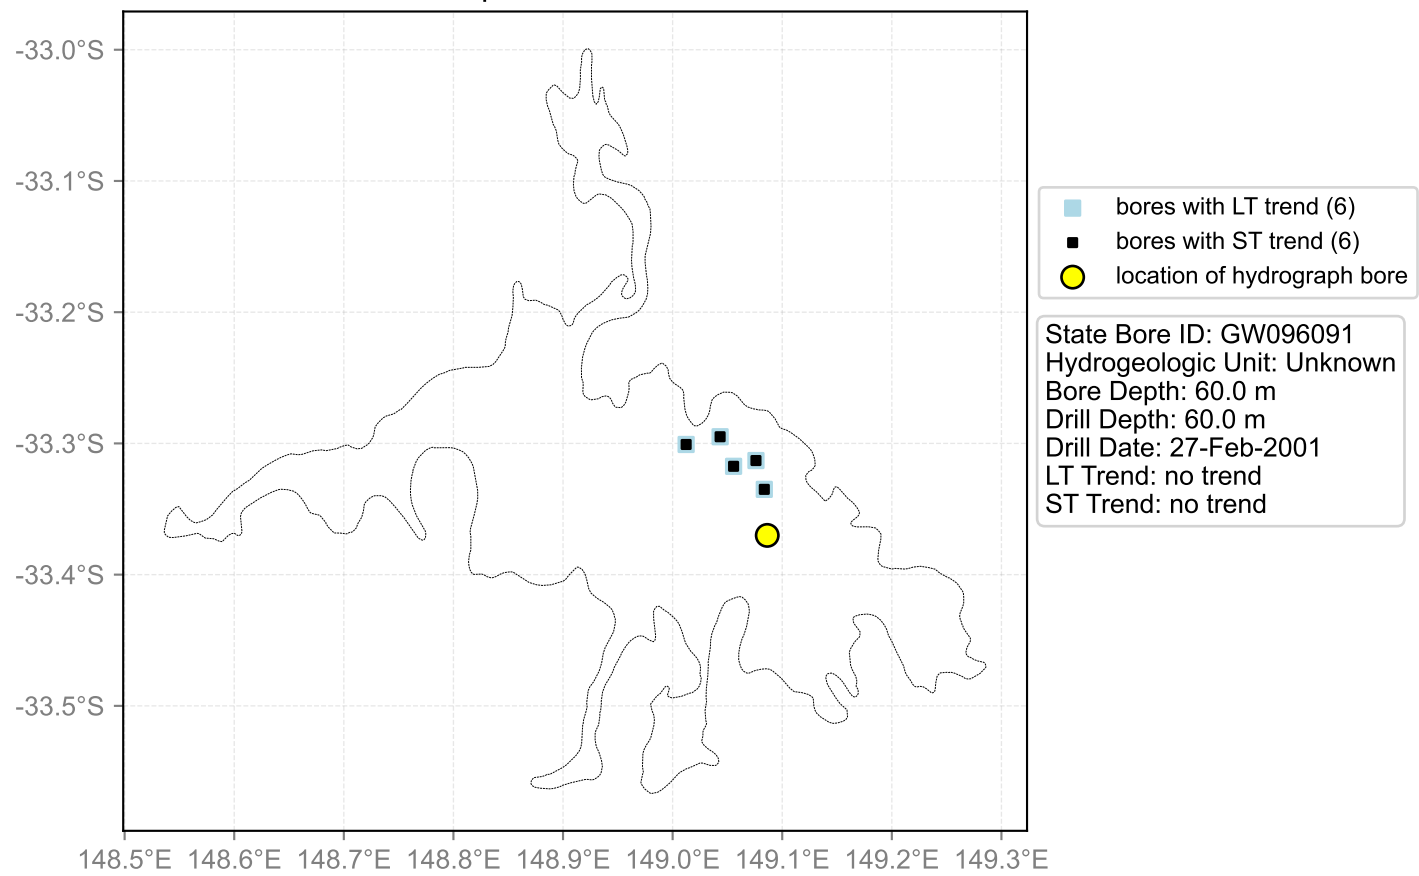 -33.0°S
-33.1°S
-33.2°S
-33.3°S
-33.4°S
-33.5°S
148.5°E 148.6°E 148.7°E 148.8°E 148.9°E 149.0°E 149.1°E 149.2°E 149.3°E
bores with LT trend (6)
bores with ST trend (6)
location of hydrograph bore
State Bore ID: GW096091
Hydrogeologic Unit: Unknown
Bore Depth: 60.0 m
Drill Depth: 60.0 m
Drill Date: 27-Feb-2001
LT Trend: no trend
ST Trend: no trend